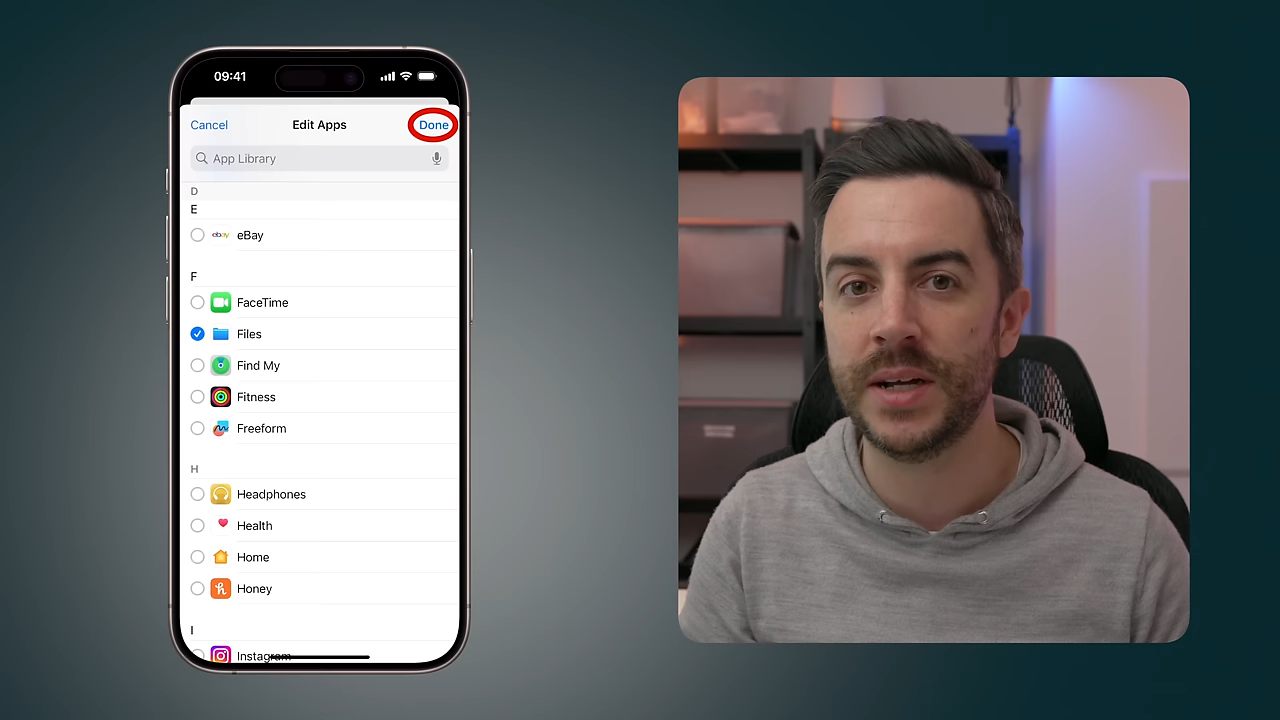 09:41
Cancel
Edit Apps
Done
App Library
D
E
ebay
eBay
F
FaceTime
Files
Find My
Fitness
Freeform
H
Headphones
Health
Home
h
Honey
I
Instagram